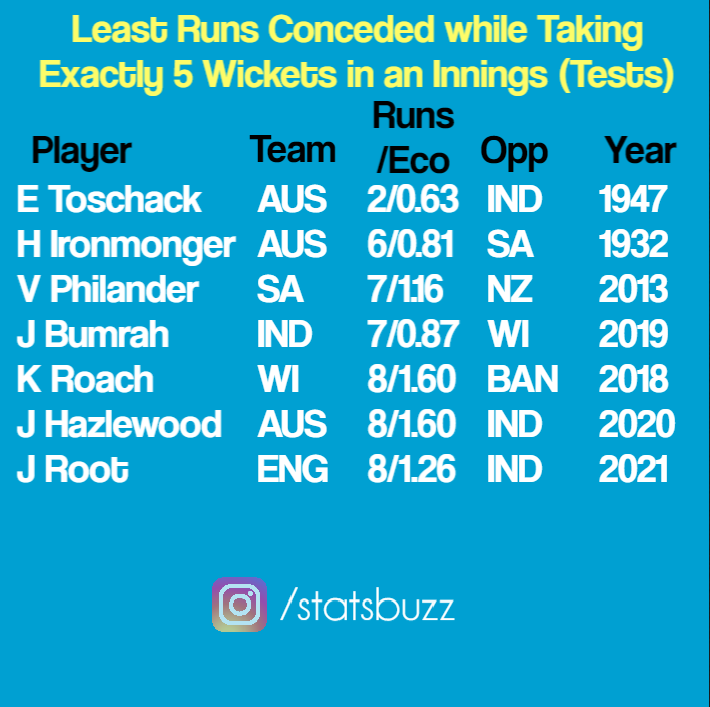 Least Runs Conceded while Taking
Exactly 5 Wickets in an Innings (Tests)
Player Team Runs /Eco Opp Year
E Toschack AUS 2/0.63 IND 1947
H Ironmonger AUS 6/0.81 SA 1932
V Philander SA 7/1.16 NZ 2013
J Bumrah IND 7/0.87 WI 2019
K Roach WI 8/1.60 BAN 2018
J Hazlewood AUS 8/1.60 IND 2020
J Root ENG 8/1.26 IND 2021
/statsbuzz